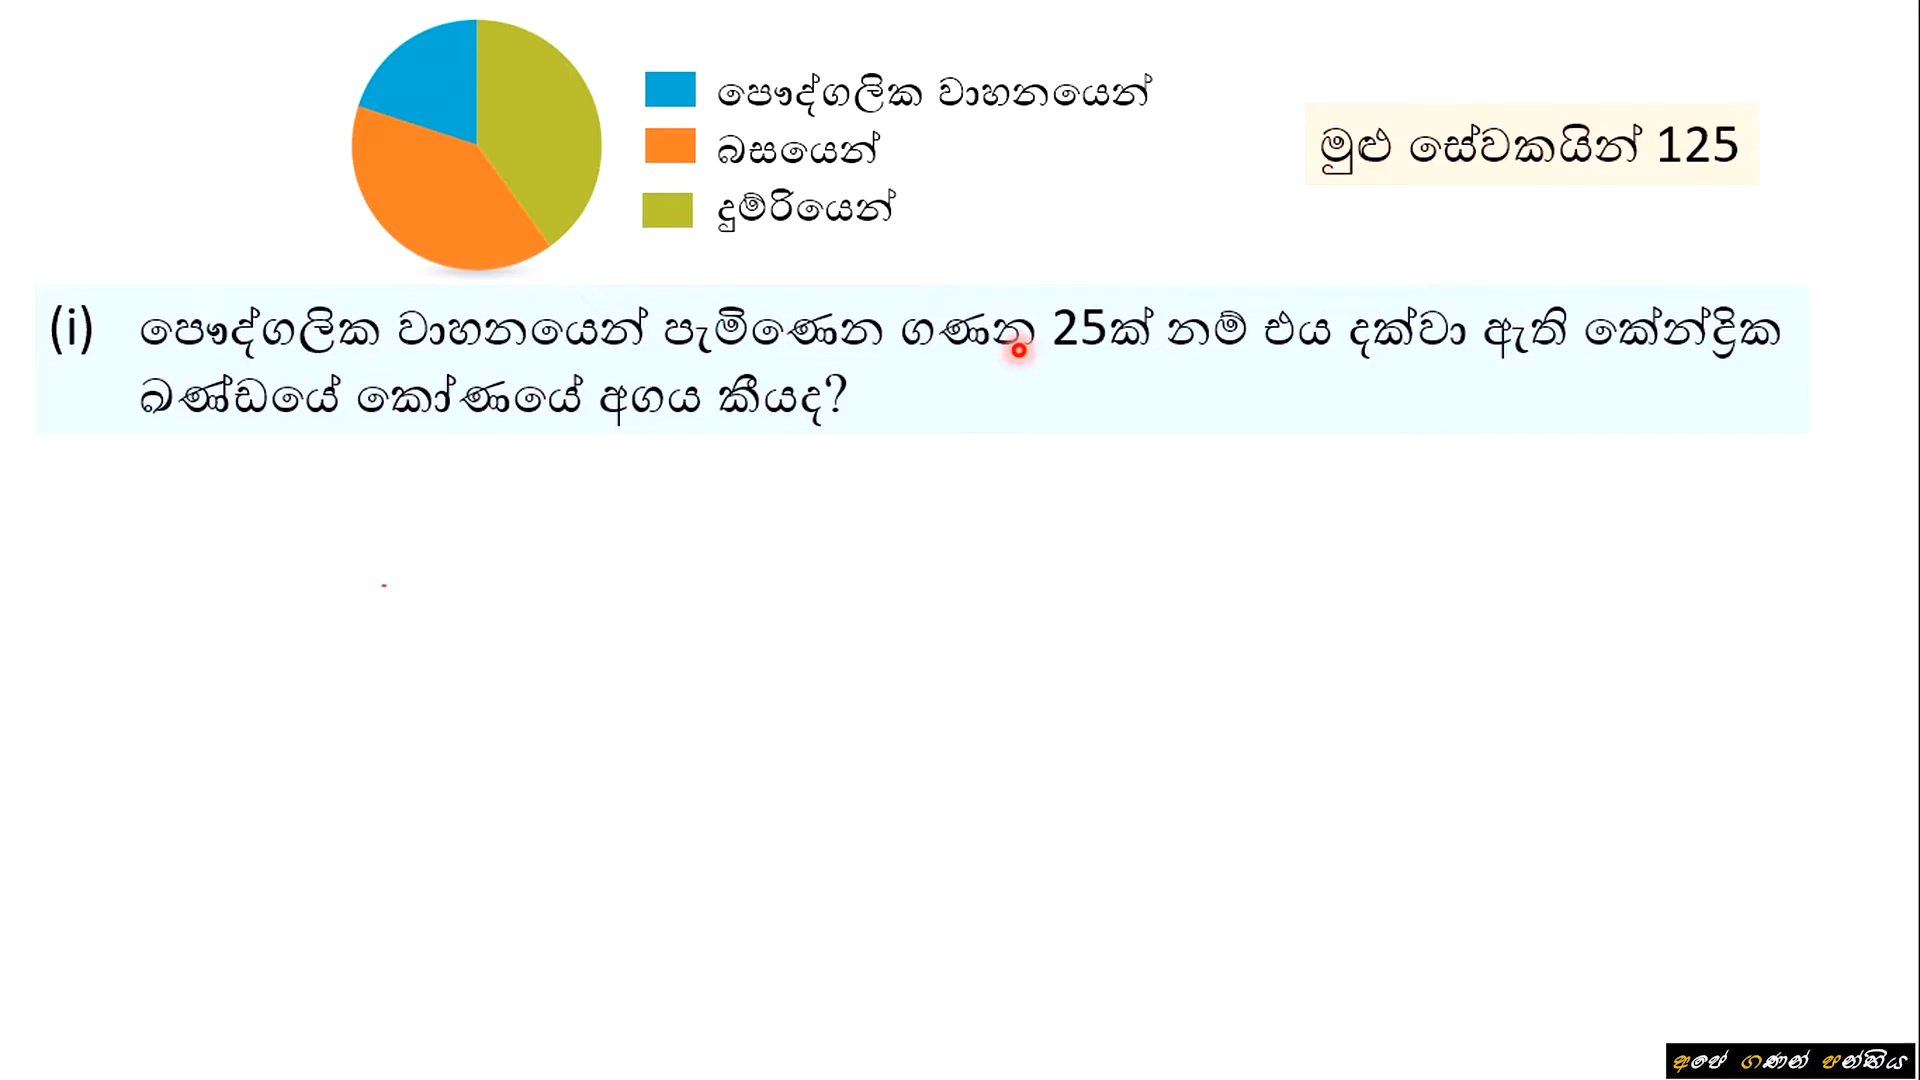 පෞද්ගලික වාහනයෙන්
බසයෙන්
දුම්රියෙන්
මුළු සේවකයින් 125
(i) පෞද්ගලික වාහනයෙන් පැමිණෙන ගණන 25ක් නම් එය දක්වා ඇති කේන්ද්‍රික
ඛණ්ඩයේ කෝණයේ අගය කීයද?
අපේ ගණන් පන්තිය